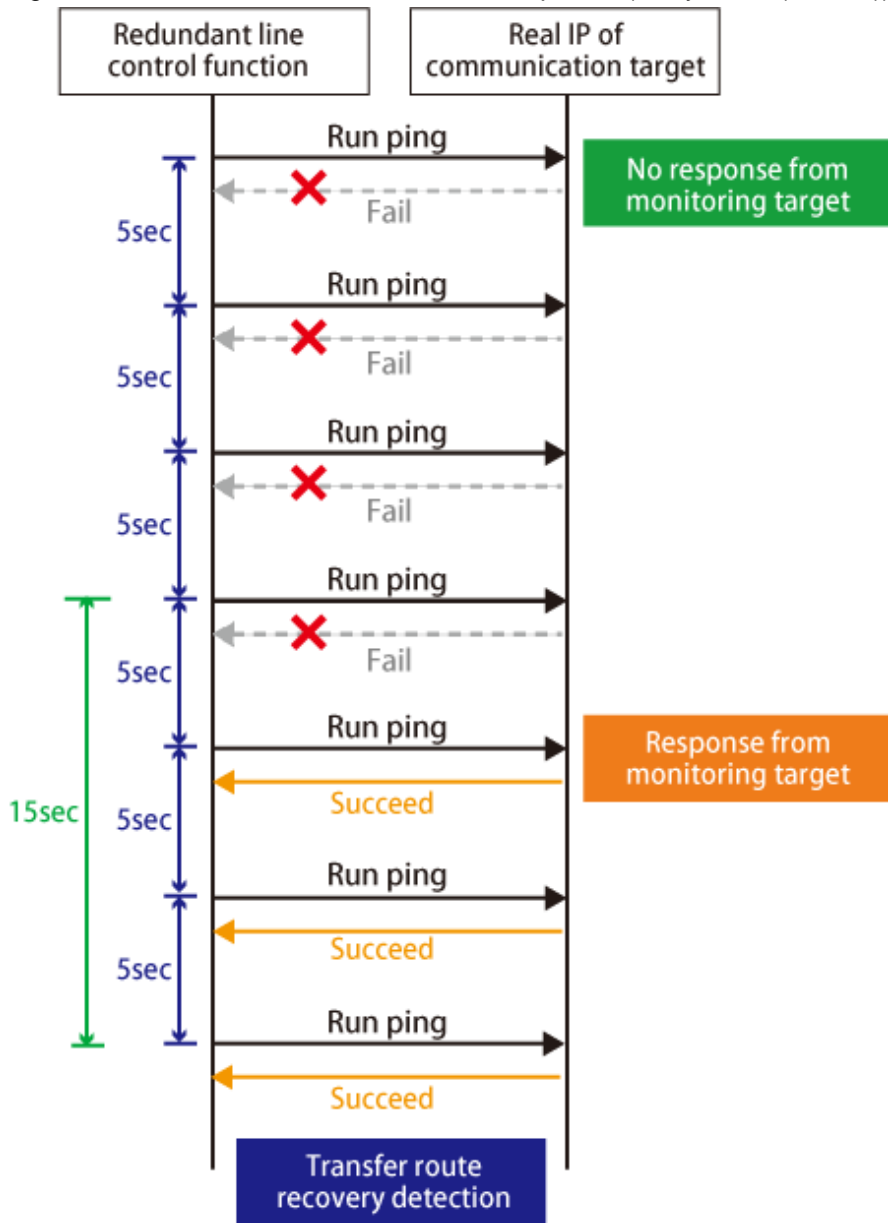 Redundant line
control function
Real IP of
communication target
Run ping
Fail
No response from
monitoring target
5sec
Run ping
Fail
5sec
Run ping
Fail
5sec
Run ping
Fail
5sec
Run ping
Response from
monitoring target
Succeed
15sec
5sec
Run ping
Succeed
5sec
Run ping
Succeed
Transfer route
recovery detection